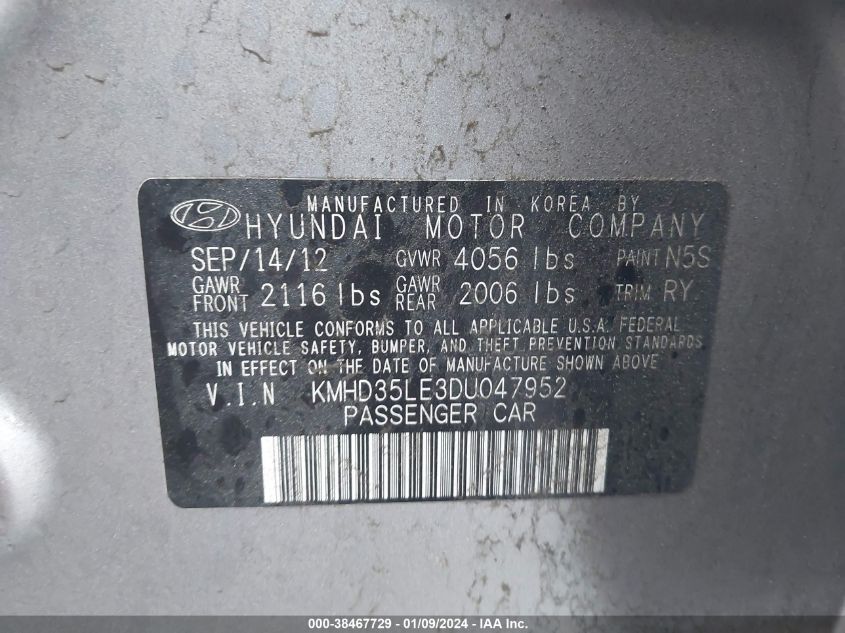 MANUFACTURED IN KOREA BY
HYUNDAI MOTOR COMPANY
SEP/14/12 GVWR 4056 lbs PAINT N5S
GAWR FRONT 2116 lbs GAWR REAR 2006 lbs TRIM RY
THIS VEHICLE CONFORMS TO ALL APPLICABLE U.S.A. FEDERAL
MOTOR VEHICLE SAFETY, BUMPER, AND THEFT PREVENTION STANDARDS
IN EFFECT ON THE DATE OF MANUFACTURE SHOWN ABOVE
V.I.N KMHD35LE3DU047952
PASSENGER CAR
000-38467729 - 01/09/2024 - IAA Inc.